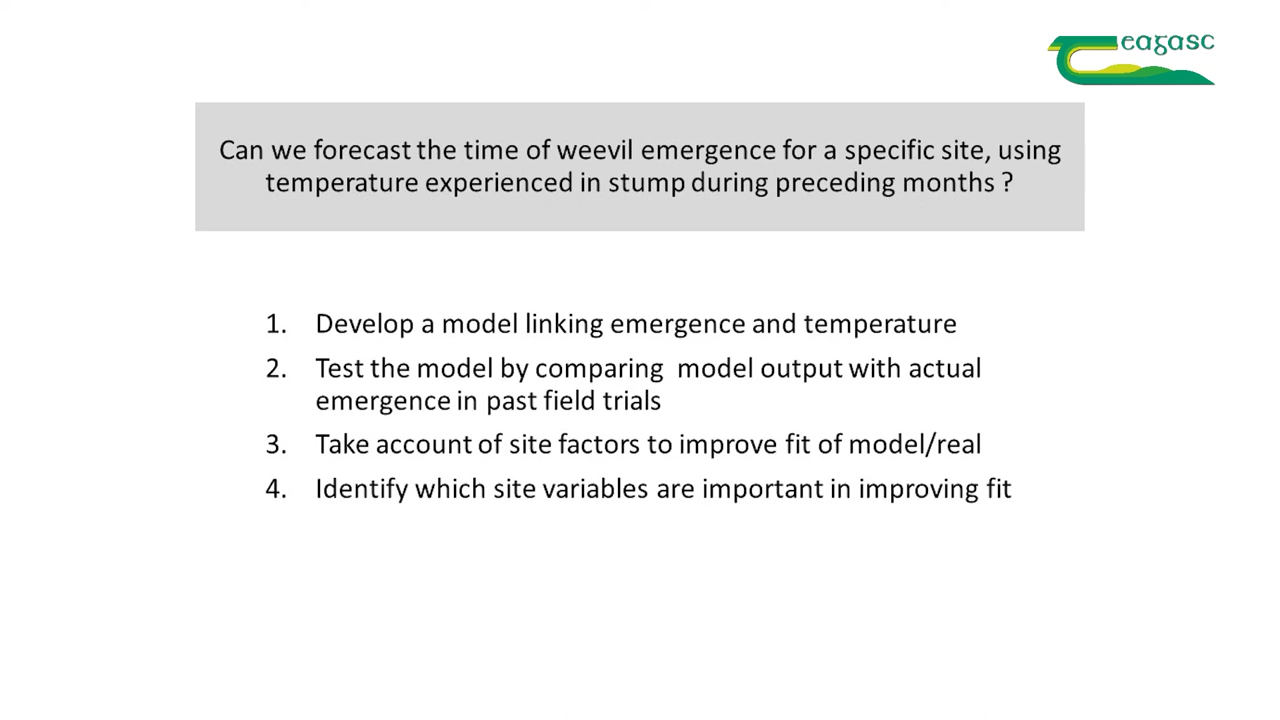 eagasc
Can we forecast the time of weevil emergence for a specific site, using
temperature experienced in stump during preceding months ?
1. Develop a model linking emergence and temperature
2. Test the model by comparing  model output with actual
emergence in past field trials
3. Take account of site factors to improve fit of model/real
4. Identify which site variables are important in improving fit